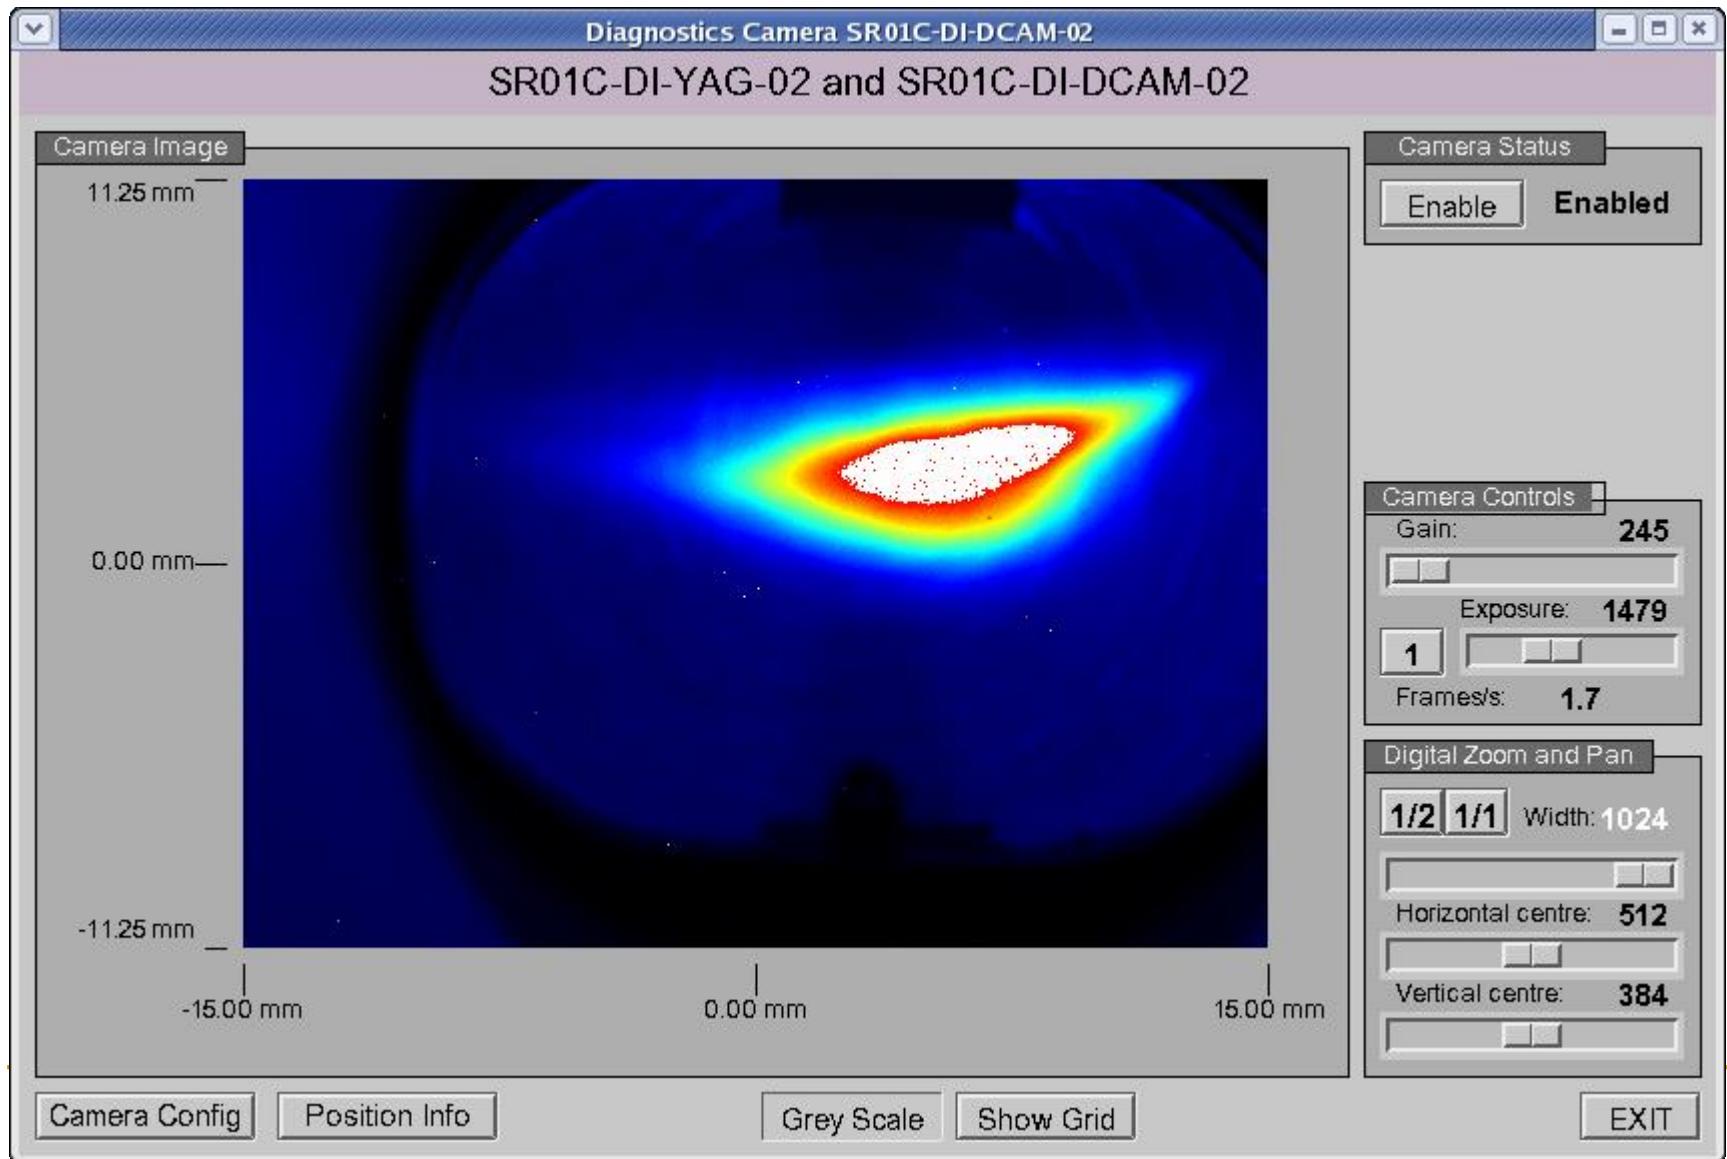 Diagnostics Camera SR01C-DI-DCAM-02
SR01C-DI-YAG-02 and SR01C-DI-DCAM-02
Camera Image
11.25 mm
0.00 mm
-11.25 mm
-15.00 mm
0.00 mm
15.00 mm
Camera Status
Enable
Enabled
Camera Controls
Gain: 245
Exposure: 1479
1
Frames/s: 1.7
Digital Zoom and Pan
1/2 1/1 Width: 1024
Horizontal centre: 512
Vertical centre: 384
Camera Config
Position Info
Grey Scale
Show Grid
EXIT